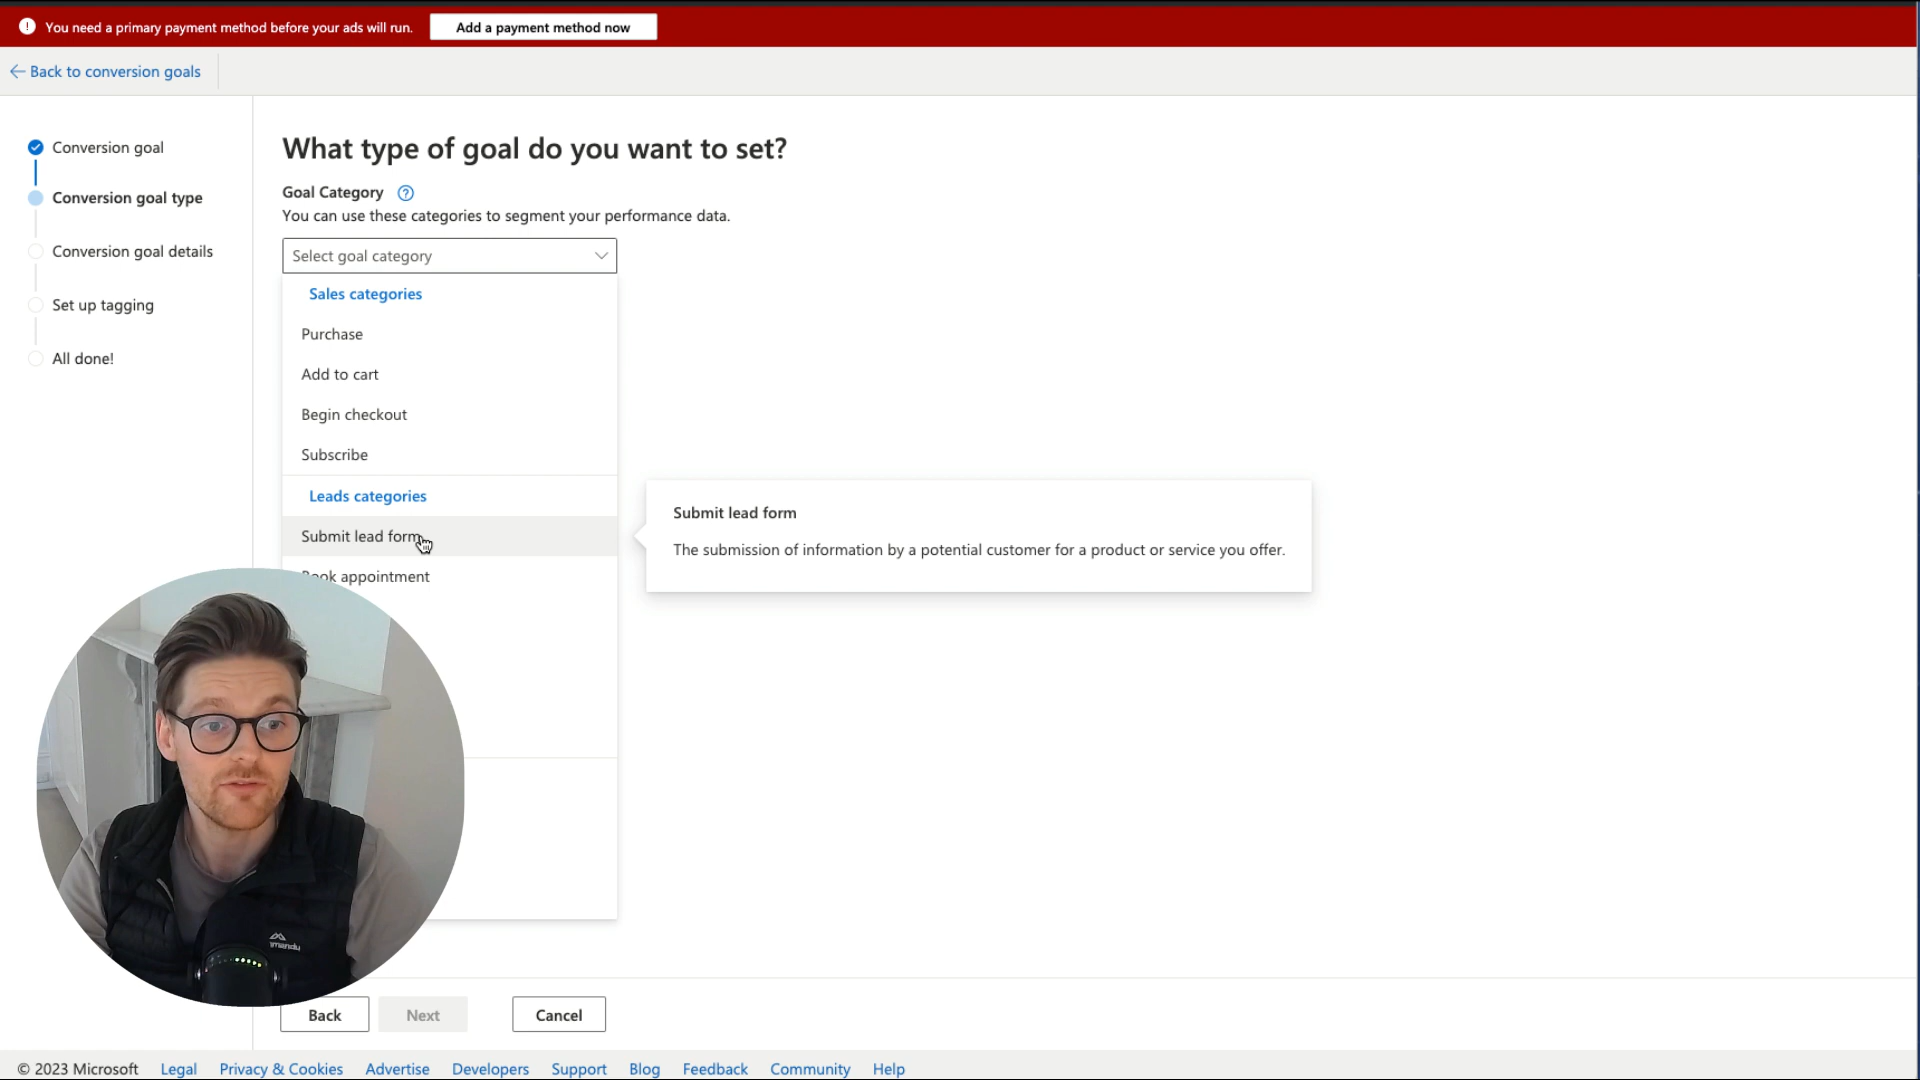 You need a primary payment method before your ads will run.
Add a payment method now
Back to conversion goals
Conversion goal
Conversion goal type
Conversion goal details
Set up tagging
All done!
What type of goal do you want to set?
Goal Category
You can use these categories to segment your performance data.
Select goal category
Sales categories
Purchase
Add to cart
Begin checkout
Subscribe
Leads categories
Submit lead form
appointment
Submit lead form
The submission of information by a potential customer for a product or service you offer.
Back
Next
Cancel
© 2023 Microsoft
Legal
Privacy & Cookies
Advertise
Developers
Support
Blog
Feedback
Community
Help